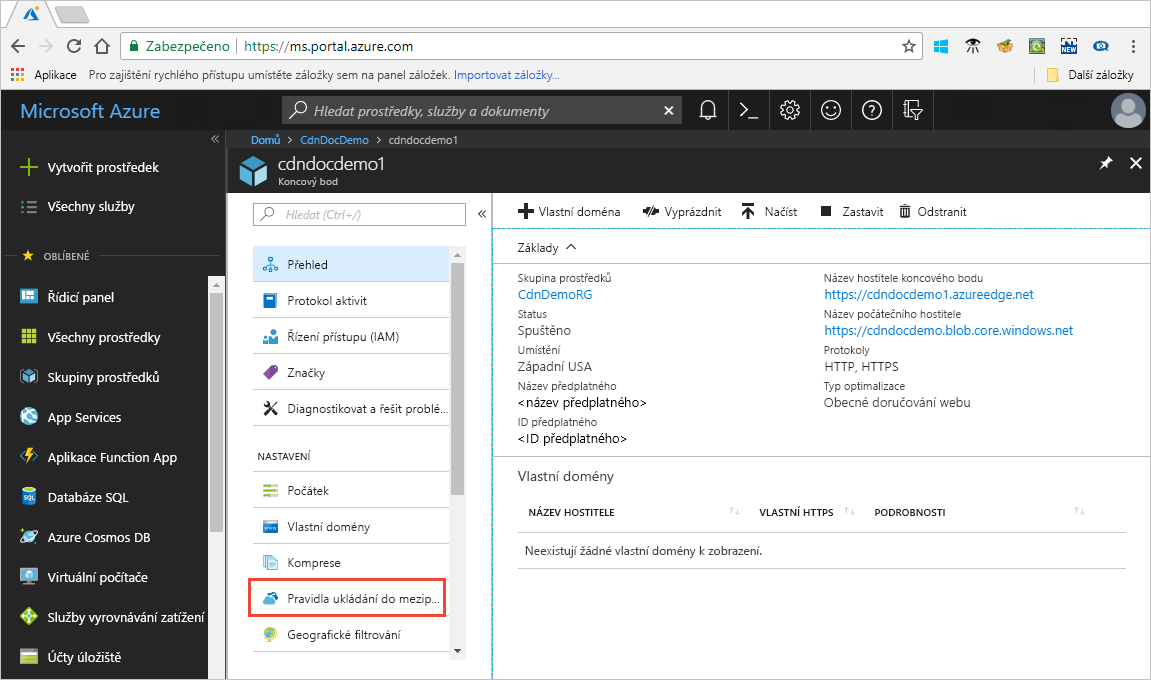 Zabezpečeno
https://ms.portal.azure.com
NEW
Aplikace
Pro zajištění rychlého přístupu umístěte záložky sem na panel záložek.
Importovat záložky...
Další záložky
Microsoft Azure
Hledat prostředky, služby a dokumenty
Vytvořit prostředek
Všechny služby
OBLÍBENÉ
Řídicí panel
Všechny prostředky
Skupiny prostředků
App Services
Aplikace Function App
Databáze SQL
Azure Cosmos DB
Virtuální počítače
Služby vyrovnávání zatížení
Účty úložiště
Domů > CdnDocDemo > cdndocdemo1
cdndocdemo1
Koncový bod
Hledat (Ctrl+/)
Přehled
Protokol aktivit
Řízení přístupu (IAM)
Značky
Diagnostikovat a řešit problé...
NASTAVENÍ
Počátek
Vlastní domény
Komprese
Pravidla ukládání do mezip...
Geografické filtrování
Vlastní doména
Vyprázdnit
Načíst
Zastavit
Odstranit
Základy
Skupina prostředků
CdnDemoRG
Status
Spuštěno
Umístění
Západní USA
Název předplatného
<název předplatného>
ID předplatného
<ID předplatného>
Název hostitele koncového bodu
https://cdndocdemo1.azureedge.net
Název počátečního hostitele
https://cdndocdemo.blob.core.windows.net
Protokoly
HTTP, HTTPS
Typ optimalizace
Obecné doručování webu
Vlastní domény
NÁZEV HOSTITELE
VLASTNÍ HTTPS
PODROBNOSTI
Neexistují žádné vlastní domény k zobrazení.